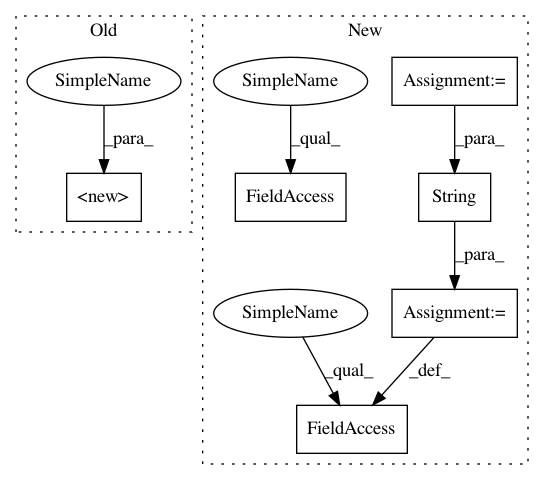 Old
New
SimpleName
SimpleName
Assignment:=
_para_
_qual_
_para_
<new>
FieldAccess
String
_para_
SimpleName
Assignment:=
_qual_
_def_
FieldAccess